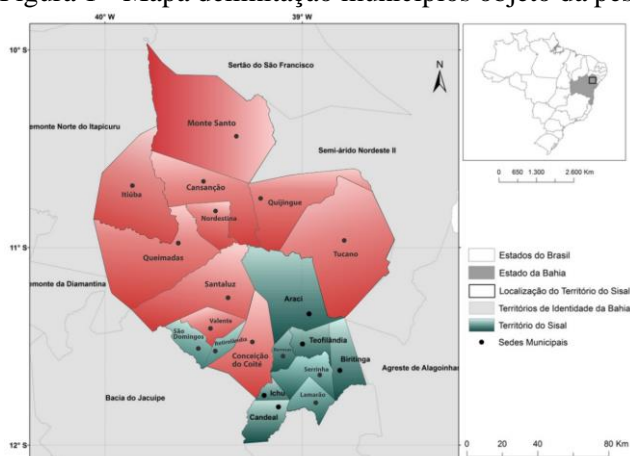 Figura 1 - Mapa delimitação municípios objeto da pes
40° W
39° W
10° S
11° S
12° S
Sertão do São Francisco
N
emonte Norte do Itapicuru
Monte Santo
Semi-árido Nordeste II
Itiúba
Cansanção
Quijingue
Nordestina
Queimadas
Tucano
emonte da Diamantina
Santaluz
Araci
Valente
São Domingos
Retirolândia
Teofilândia
Conceição do Coité
Biritinga
Serrinha
Agreste de Alagoinhas
Ichu
Lamarão
Candeal
Bacia do Jacuípe
0 650 1.300 2.600 Km
Estados do Brasil
Estado da Bahia
Localização do Território do Sisal
Territórios de Identidade da Bahia
Território do Sisal
Sedes Municipais
0 20 40 80 Km